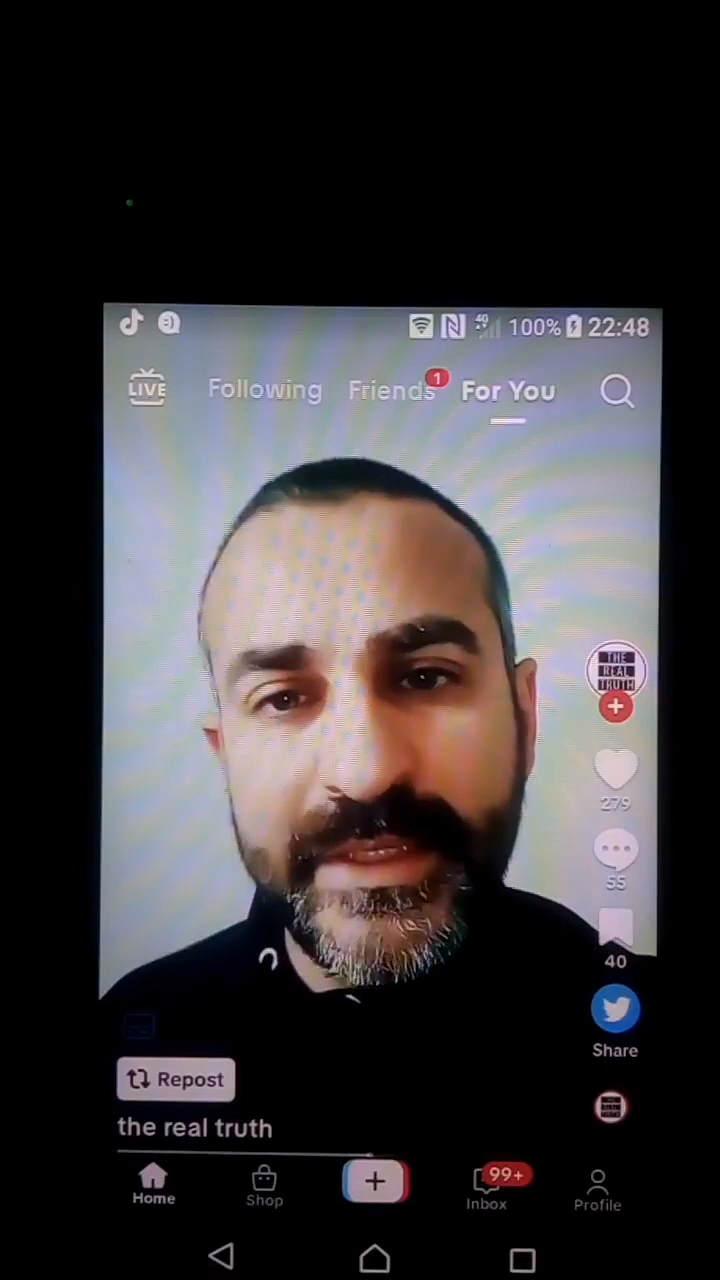 100% 22:48
LIVE Following Friends 1 For You
THE
REAL
TRUTH
279
55
40
Share
Repost
the real truth
99+
Home Shop Inbox Profile